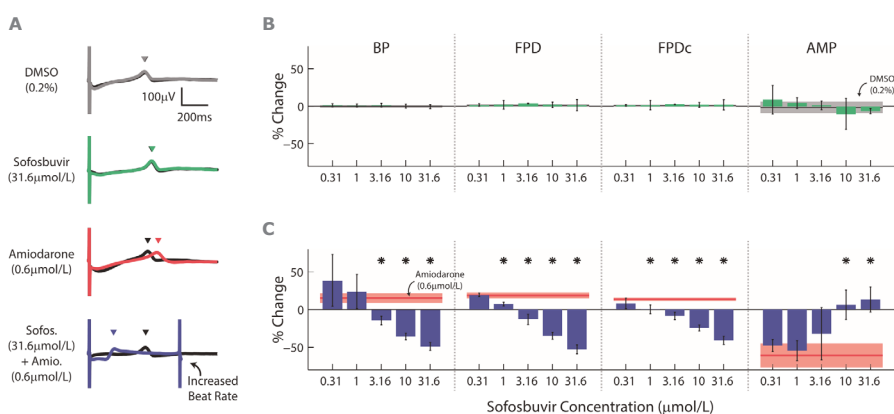 A
DMSO
(0.2%)
100μV
200ms
Sofosbuvir
(31.6μmol/L)
Amiodarone
(0.6μmol/L)
Sofos.
(31.6μmol/L)
+ Amio.
(0.6μmol/L)
Increased
Beat Rate
B
BP FPD FPDc AMP
% Change
50
0
−50
DMSO
(0.2%)
0.31 1 3.16 10 31.6 0.31 1 3.16 10 31.6 0.31 1 3.16 10 31.6 0.31 1 3.16 10 31.6
C
* * * * * * * * * * * * *
% Change
50
0
−50
Amiodarone
(0.6μmol/L)
0.31 1 3.16 10 31.6 0.31 1 3.16 10 31.6 0.31 1 3.16 10 31.6 0.31 1 3.16 10 31.6
Sofosbuvir Concentration (μmol/L)